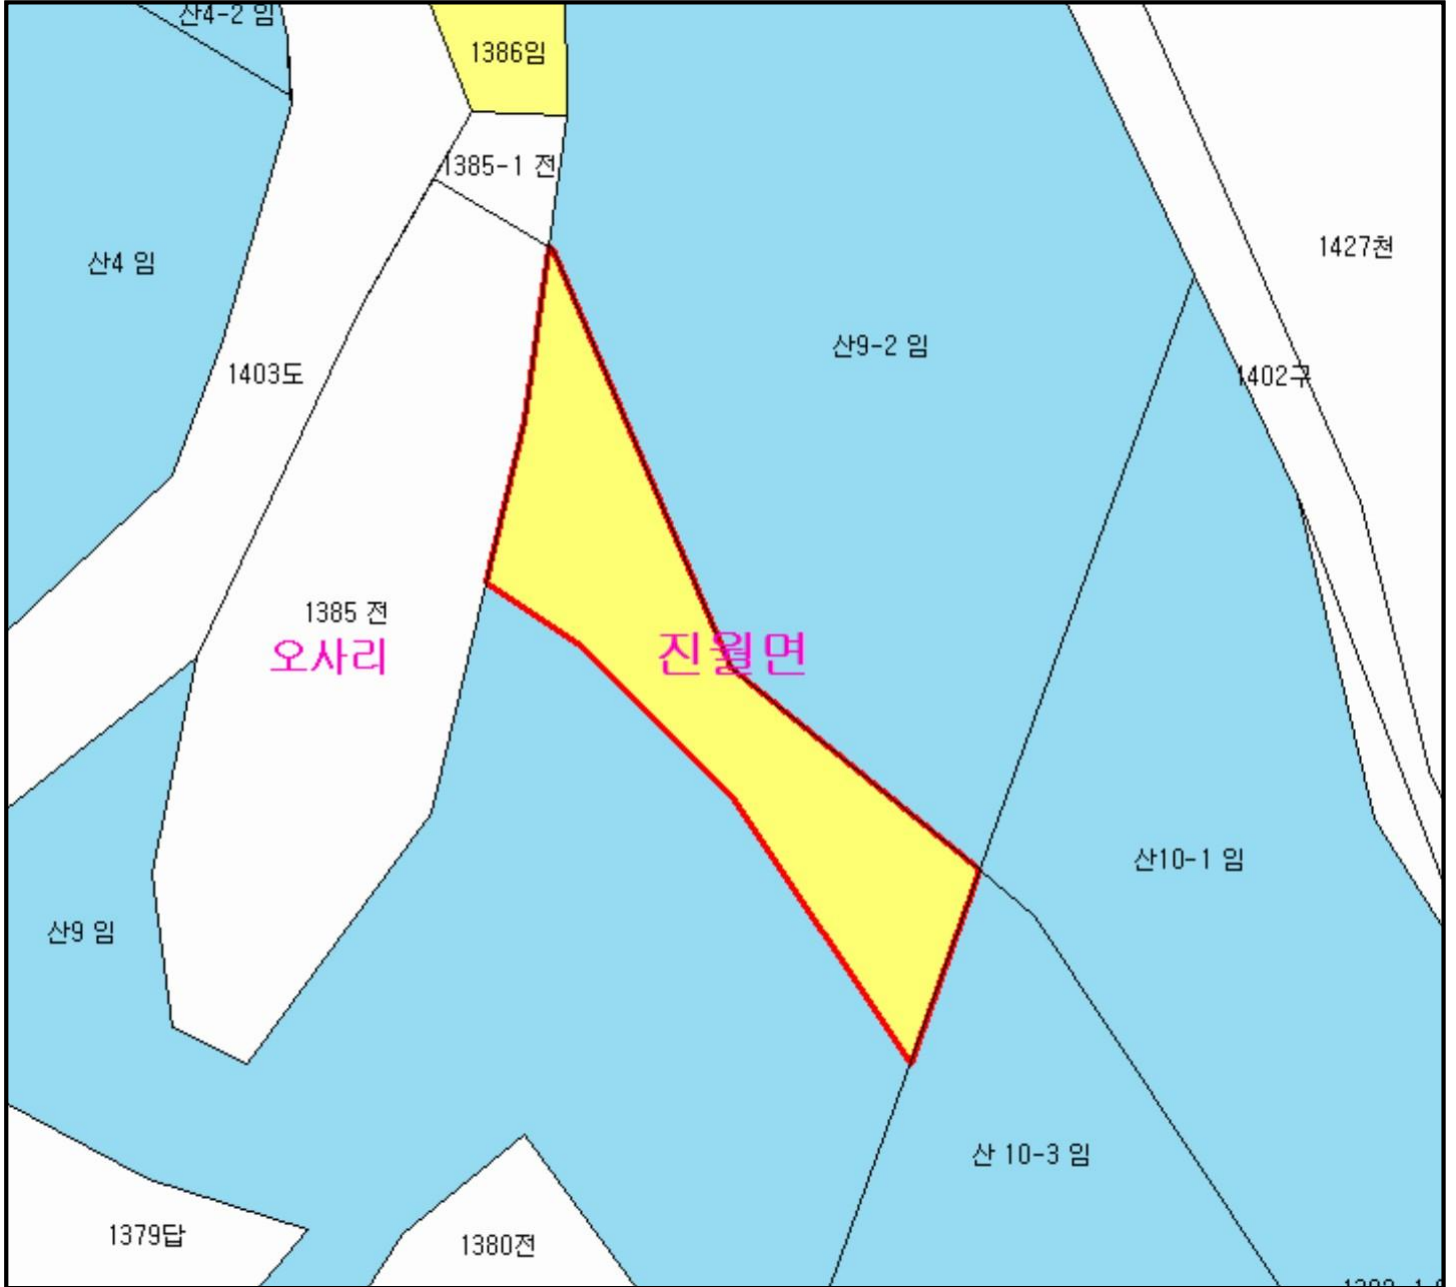 산4-2 임
1386임
1385-1 전
1427천
산4 임
산9-2 임
1403도
1402구
1385 전
오사리
진월면
산10-1 임
산9 임
산 10-3 임
1379답
1380전